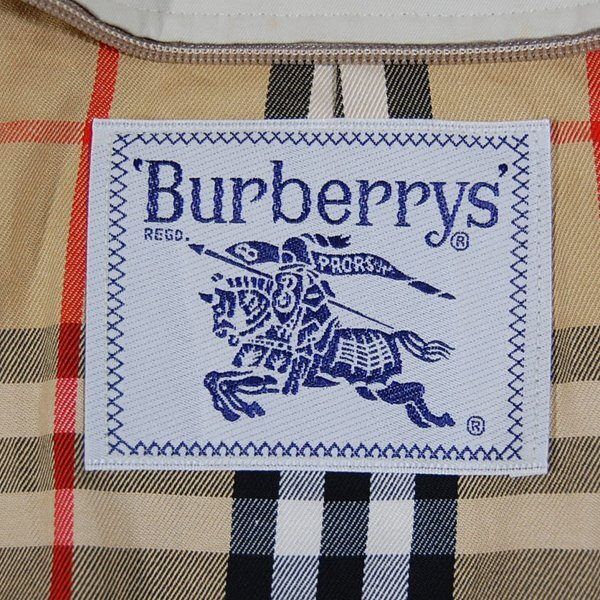 'Burberrys'
REGD. ®
B PRORSUM
®